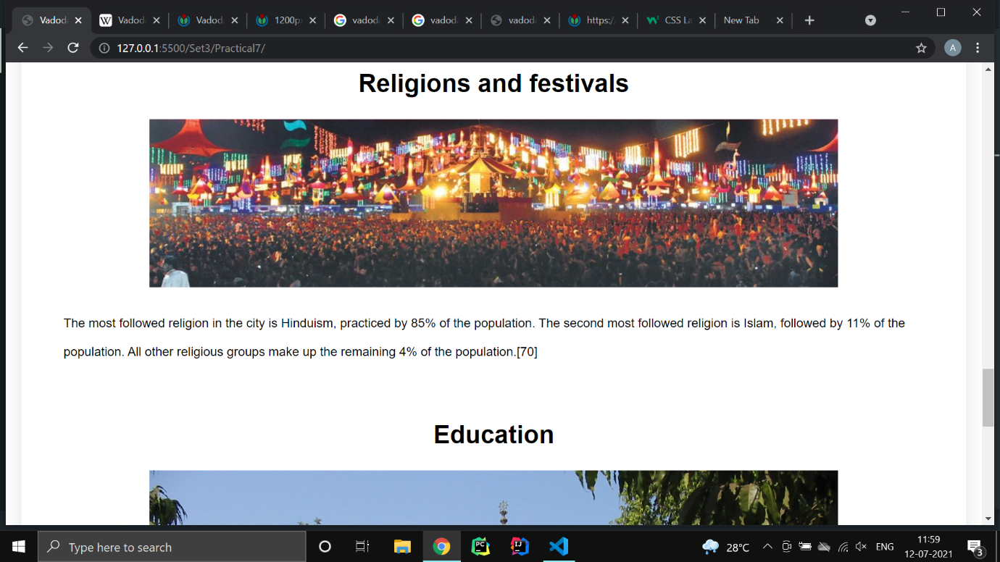 Vadod
Vadod
Vadod
1200p
vadod
vadod
vadod
https:/
CSS La
New Tab
127.0.0.1:5500/Set3/Practical7/
A
Religions and festivals
The most followed religion in the city is Hinduism, practiced by 85% of the population. The second most followed religion is Islam, followed by 11% of the
population. All other religious groups make up the remaining 4% of the population.[70]
Education
Type here to search
PC
IJ
28°C
ENG
11:59
12-07-2021
3